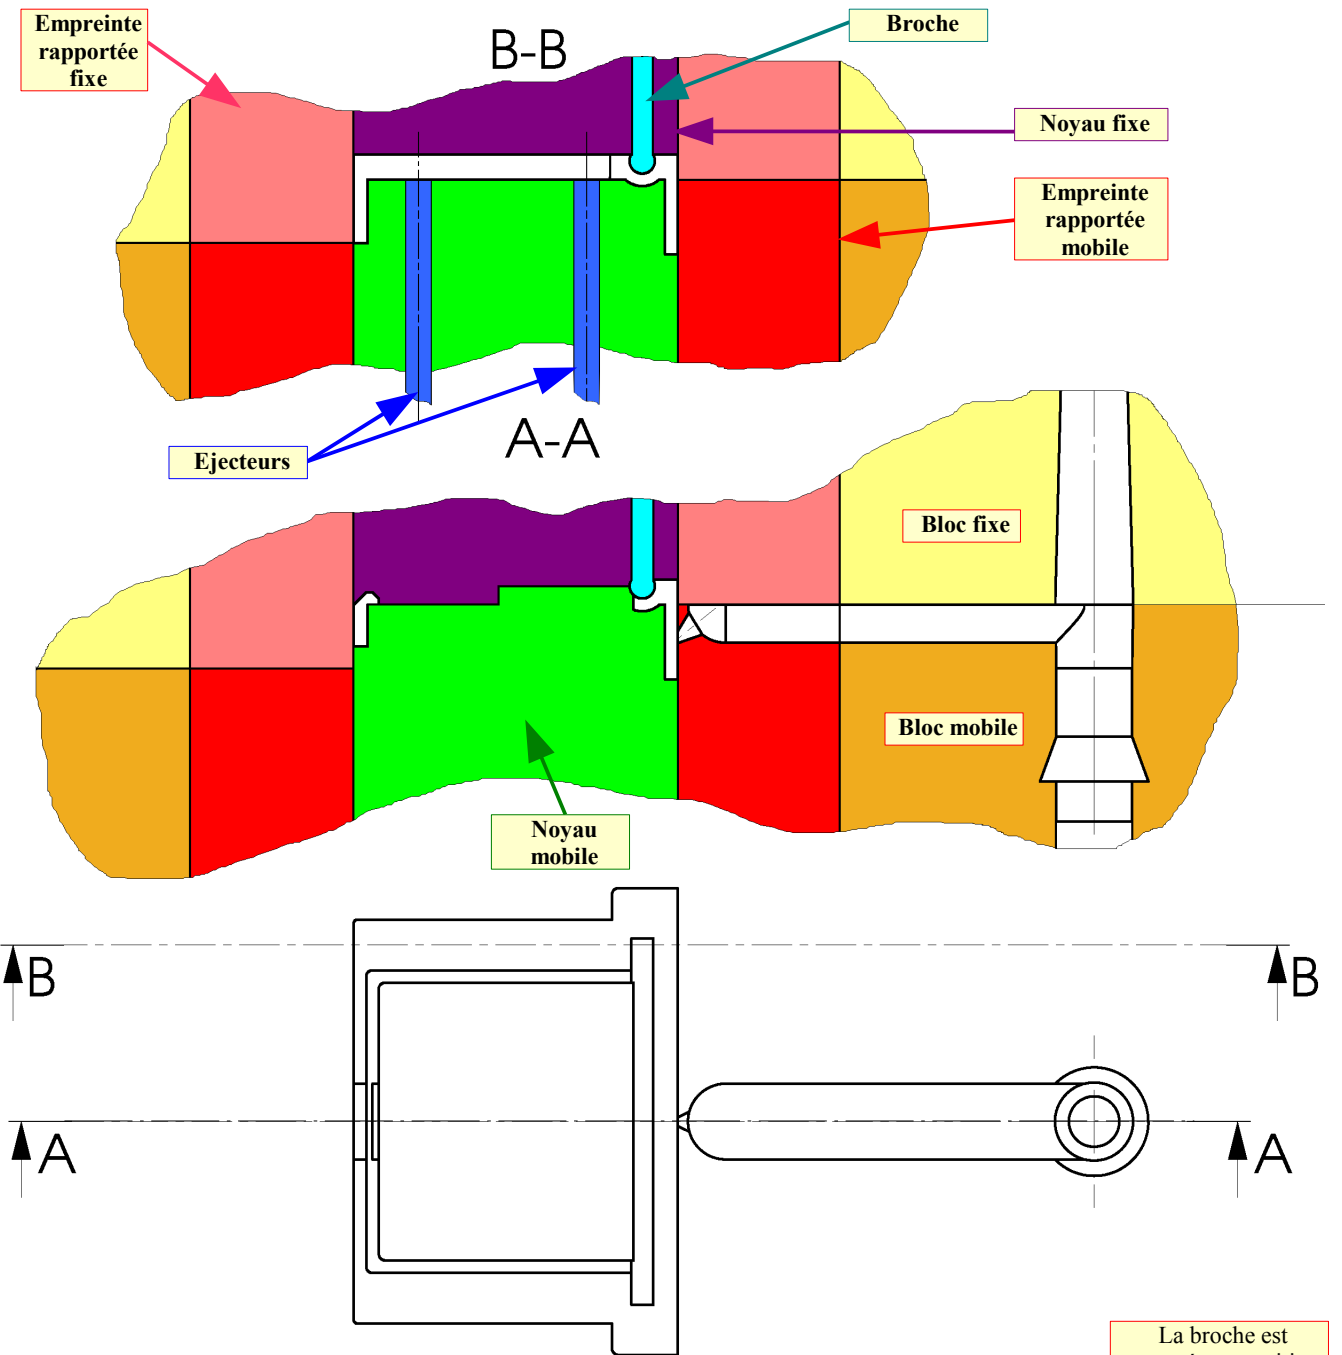 Empreinte
rapportée
fixe
B-B
Broche
Noyau fixe
Empreinte
rapportée
mobile
Ejecteurs
A-A
Bloc fixe
Bloc mobile
Noyau
mobile
B
B
A
A
La broche est